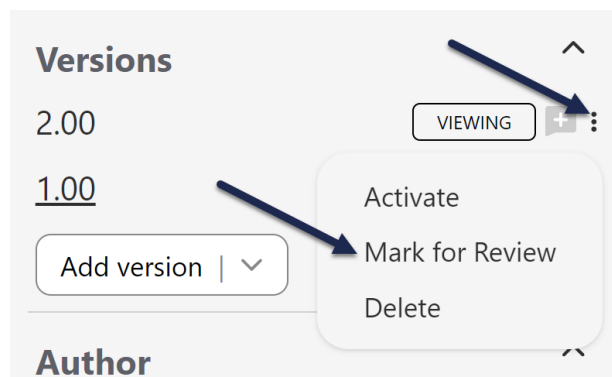 Versions
2.00
VIEWING
1.00
Activate
Mark for Review
Delete
Add version
Author